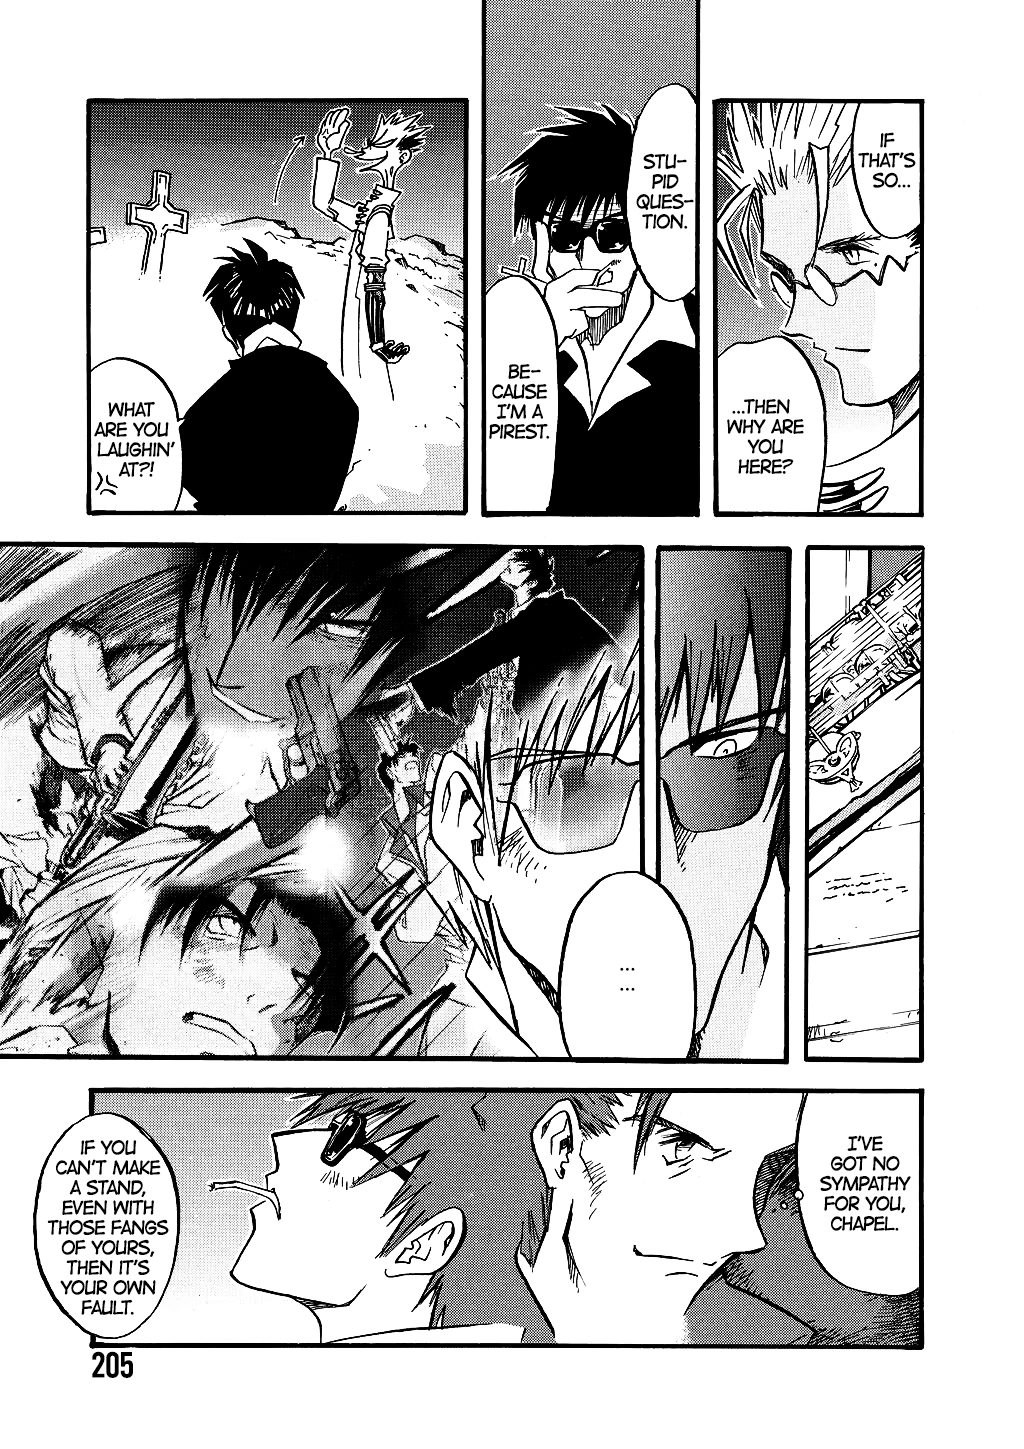 IF
THAT'S
SO...
...THEN
WHY ARE
YOU
HERE?
STU-
PID
QUES-
TION.
BE-
CAUSE
I'M A
PIREST.
WHAT
ARE YOU
LAUGHIN'
AT?!
...
...
I'VE
GOT NO
SYMPATHY
FOR YOU,
CHAPEL.
IF YOU
CAN'T MAKE
A STAND,
EVEN WITH
THOSE FANGS
OF YOURS,
THEN IT'S
YOUR OWN
FAULT.
205